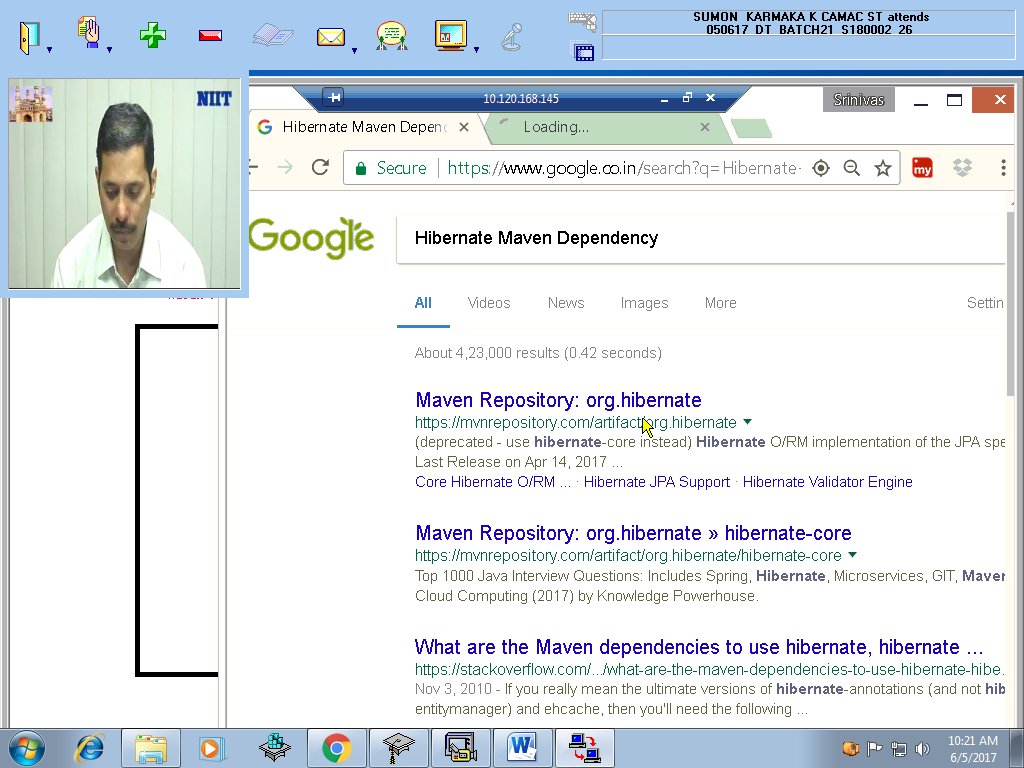 SUMON KARMAKA K CAMAC ST attends
050617_DT_BATCH21_S180002_26
NIIT
10.120.168.145
Srinivas
Hibernate Maven Depend
Loading...
Secure
https://www.google.co.in/search?q=Hibernate-
my
Google
Hibernate Maven Dependency
All
Videos
News
Images
More
Settin
About 4,23,000 results (0.42 seconds)
Maven Repository: org.hibernate
https://mvnrepository.com/artifact/org.hibernate
(deprecated - use hibernate-core instead) Hibernate O/RM implementation of the JPA spe
Last Release on Apr 14, 2017 ...
Core Hibernate O/RM ... · Hibernate JPA Support · Hibernate Validator Engine
Maven Repository: org.hibernate » hibernate-core
https://mvnrepository.com/artifact/org.hibernate/hibernate-core
Top 1000 Java Interview Questions: Includes Spring, Hibernate, Microservices, GIT, Maven
Cloud Computing (2017) by Knowledge Powerhouse.
What are the Maven dependencies to use hibernate, hibernate ...
https://stackoverflow.com/.../what-are-the-maven-dependencies-to-use-hibernate-hibe.
Nov 3, 2010 - If you really mean the ultimate versions of hibernate-annotations (and not hib
entitymanager) and ehcache, then you'll need the following ...
10:21 AM
6/5/2017